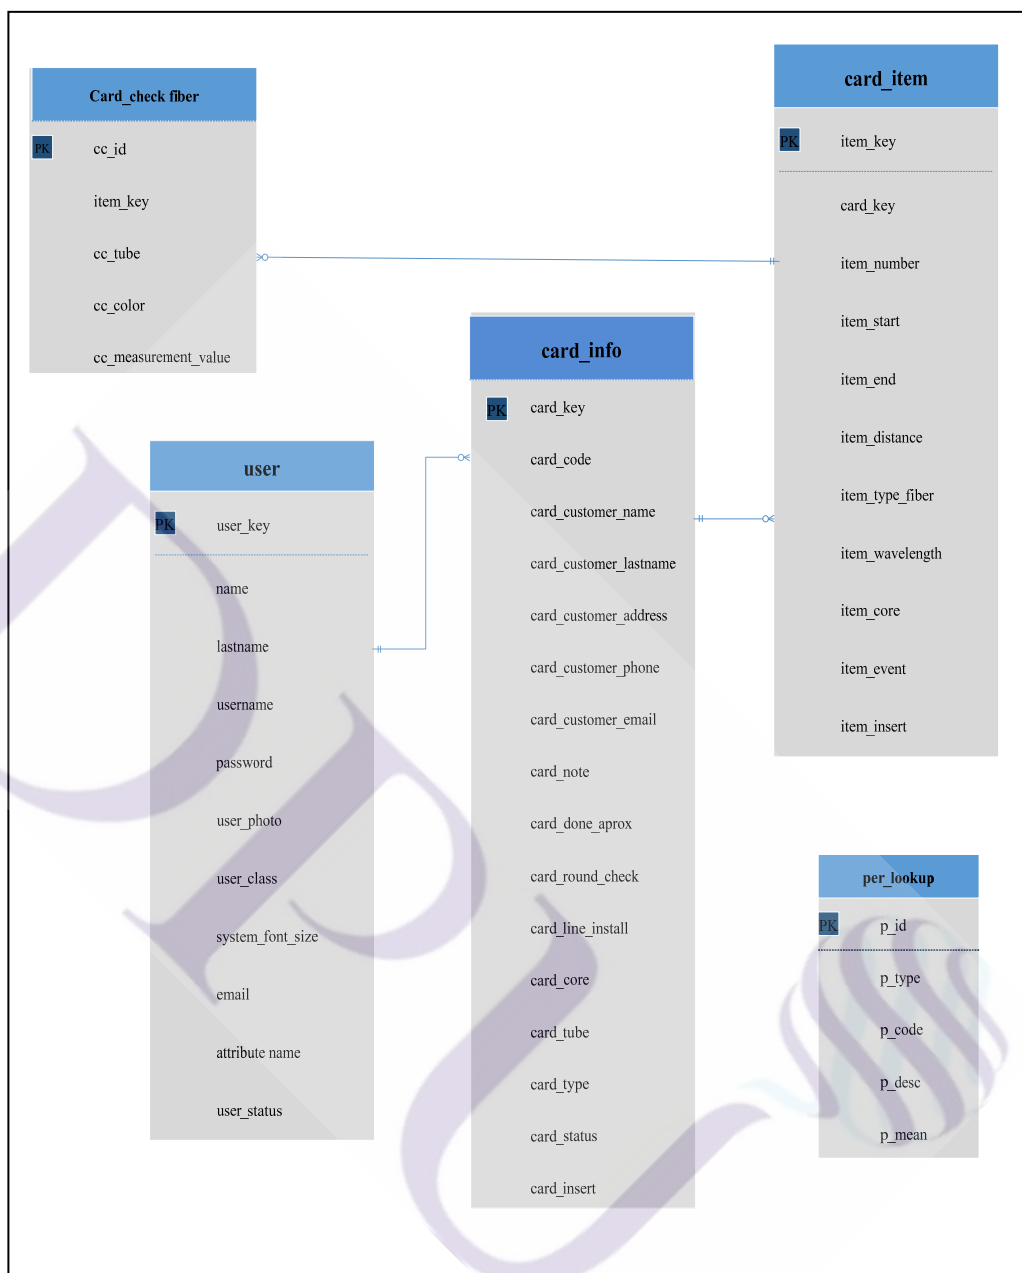 Card_check fiber
PK
cc_id
item_key
cc_tube
cc_color
cc_measurement_value
card_item
PK
item_key
card_key
item_number
item_start
item_end
item_distance
item_type_fiber
item_wavelength
item_core
item_event
item_insert
card_info
PK
card_key
card_code
card_customer_name
card_customer_lastname
card_customer_address
card_customer_phone
card_customer_email
card_note
card_done_aprox
card_round_check
card_line_install
card_core
card_tube
card_type
card_status
card_insert
user
PK
user_key
name
lastname
username
password
user_photo
user_class
system_font_size
email
attribute name
user_status
per_lookup
PK
p_id
p_type
p_code
p_desc
p_mean
DPU